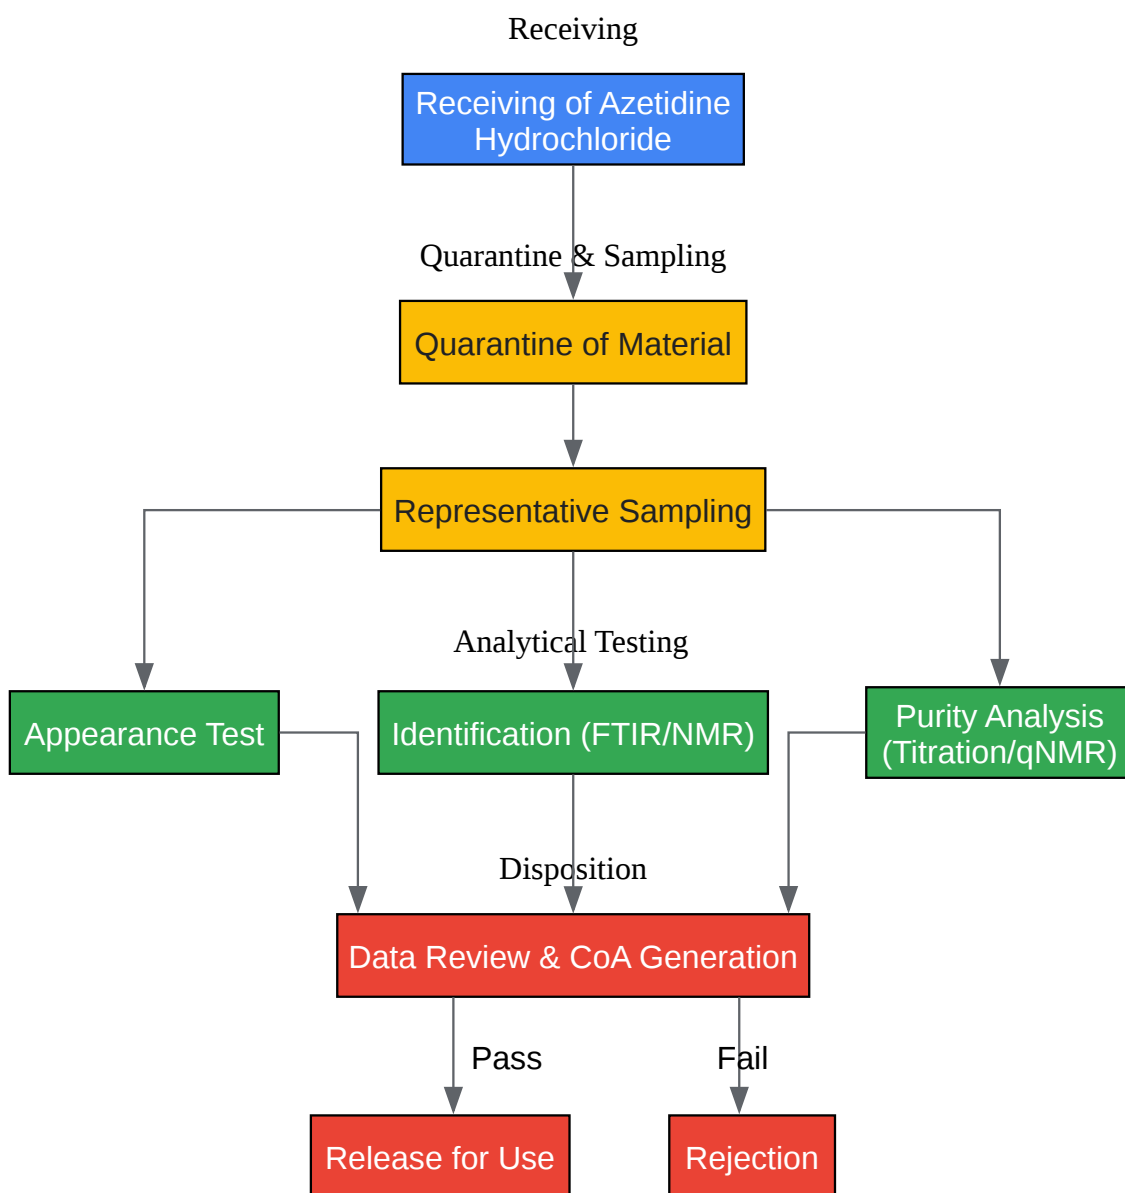 Receiving
Receiving of Azetidine
Hydrochloride
Quarantine & Sampling
Quarantine of Material
Representative Sampling
Analytical Testing
Appearance Test
Identification (FTIR/NMR)
Purity Analysis
(Titration/qNMR)
Disposition
Data Review & CoA Generation
Pass
Fail
Release for Use
Rejection